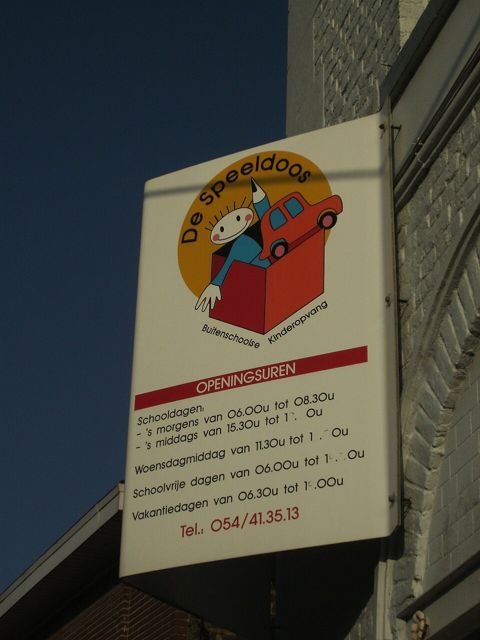 De Speeldoos
Buitenschoolse Kinderopvang
OPENINGSUREN
Schooldagen:
- 's morgens van 06.00u tot 08.30u
- 's middags van 15.30u tot
Woensdagmiddag van 11.30u tot
Schoolvrije dagen van 06.00u tot
Vakantiedagen van 06.30u tot
Tel.: 054/41.35.13